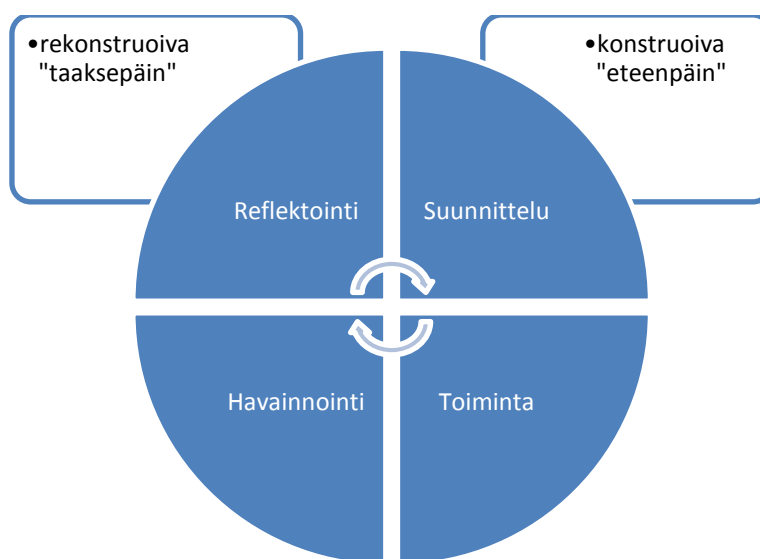 •rekonstruoiva
"taaksepäin"
•konstruoiva
"eteenpäin"
Reflektointi
Suunnittelu
Havainnointi
Toiminta